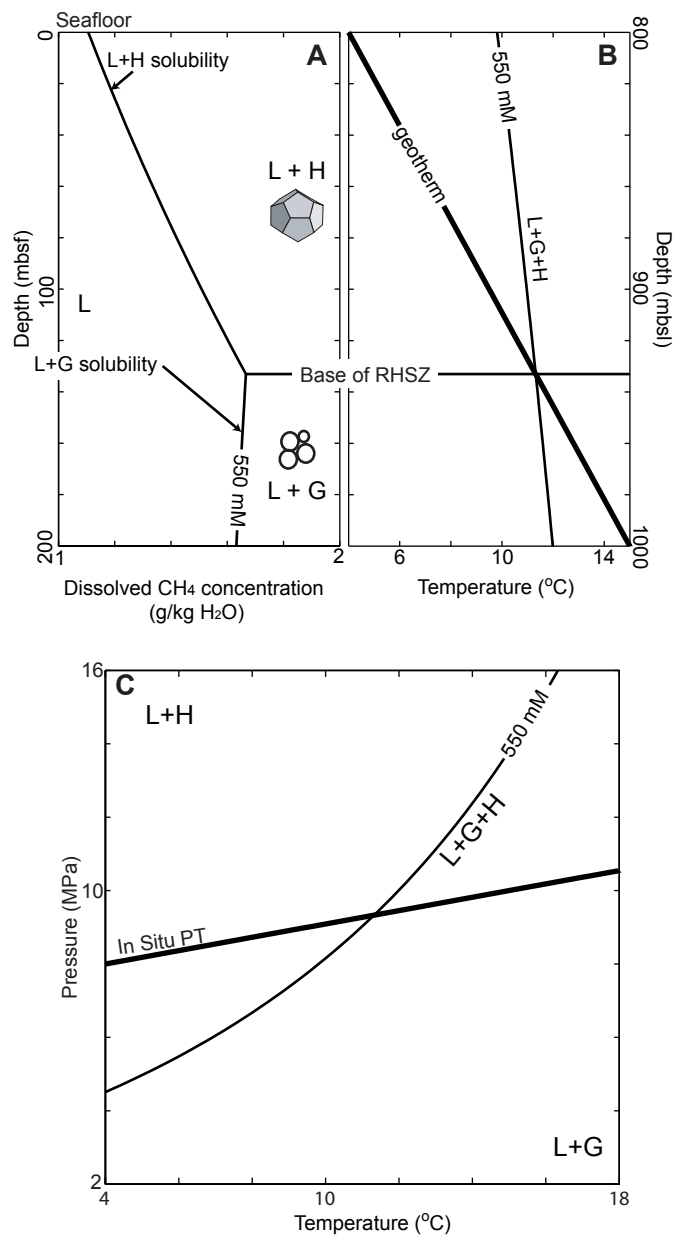 Seafloor
0
L+H solubility
A
L + H
Depth (mbsf)
100
L
L+G solubility
550 mM
L + G
200
1
2
Dissolved CH4 concentration
(g/kg H2O)
Base of RHSZ
B
800
550 mM
geotherm
L+G+H
Depth (mbsl)
900
1000
6
10
14
Temperature (oC)
C
16
L+H
550 mM
L+G+H
Pressure (MPa)
10
In Situ PT
L+G
2
4
10
18
Temperature (oC)